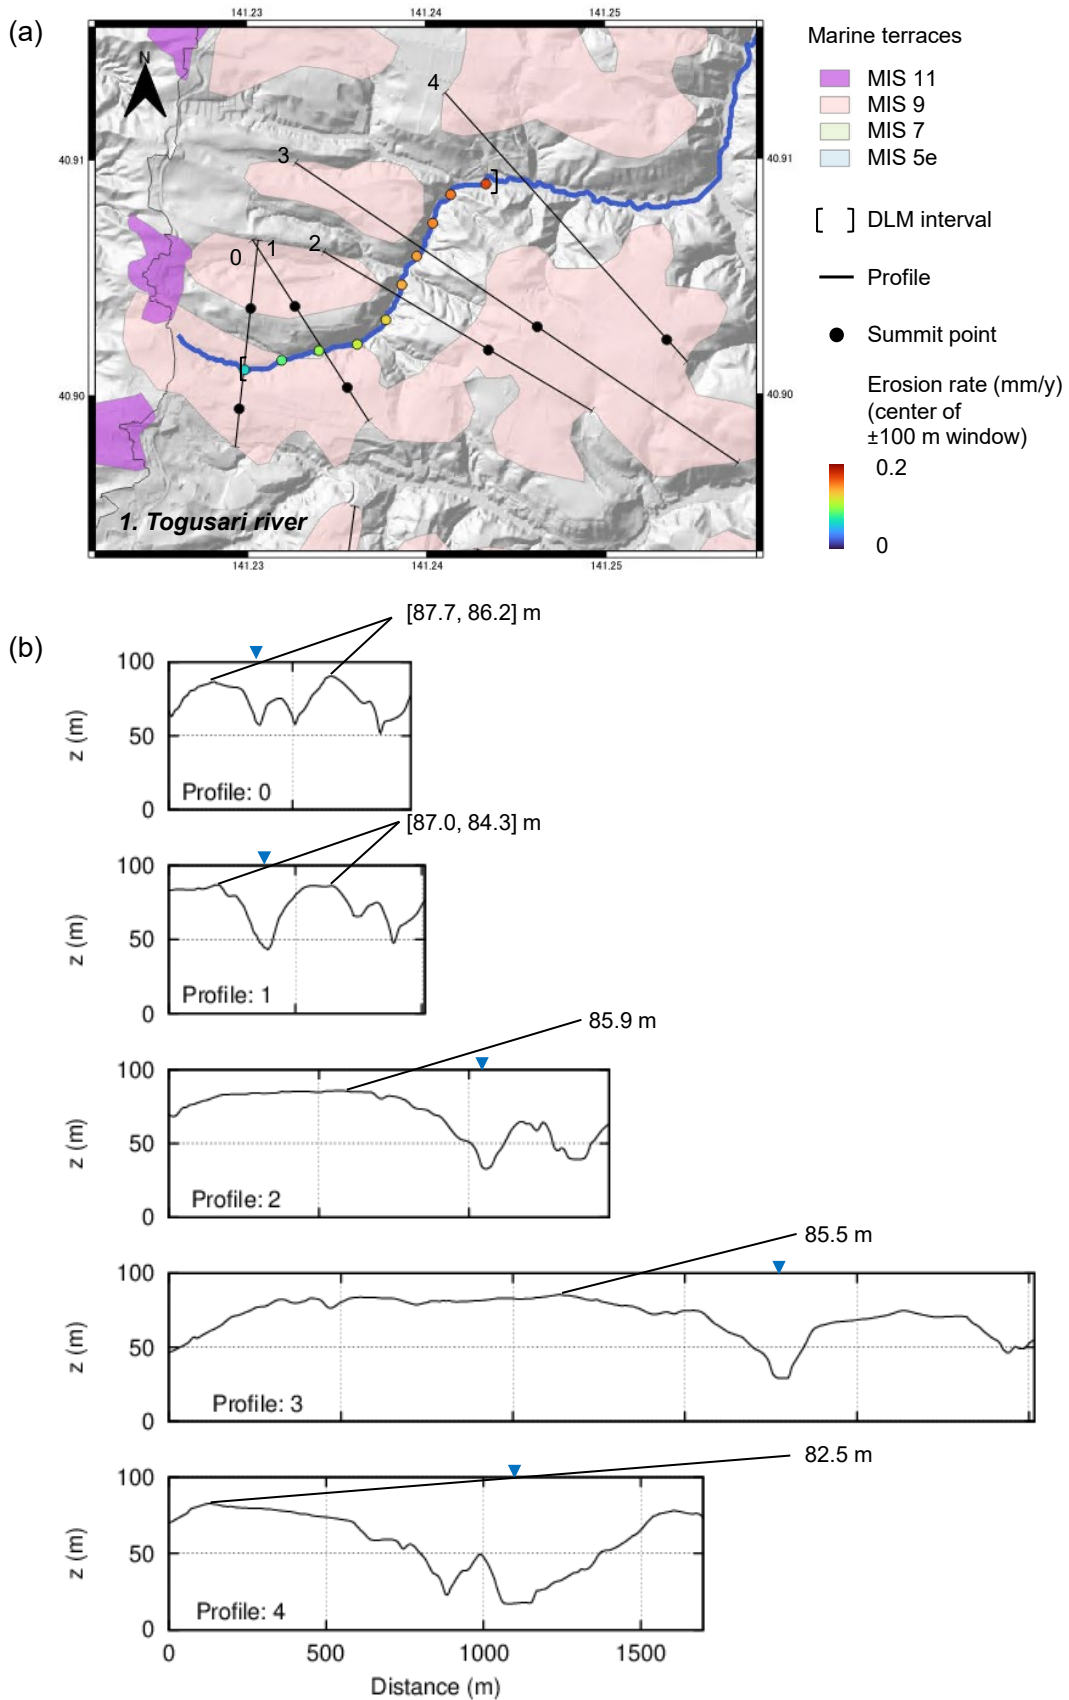 (a)
141.23 141.24 141.25
N
4
40.91 40.91
3
2
0 1
40.90 40.90
1. Togusari river
141.23 141.24 141.25
Marine terraces
MIS 11
MIS 9
MIS 7
MIS 5e
[ ] DLM interval
Profile
Summit point
Erosion rate (mm/y)
(center of
±100 m window)
0.2
0
(b)
[87.7, 86.2] m
100
50
0
z (m)
Profile: 0
[87.0, 84.3] m
100
50
0
z (m)
Profile: 1
85.9 m
100
50
0
z (m)
Profile: 2
85.5 m
100
50
0
z (m)
Profile: 3
82.5 m
100
50
0
z (m)
Profile: 4
0 500 1000 1500
Distance (m)